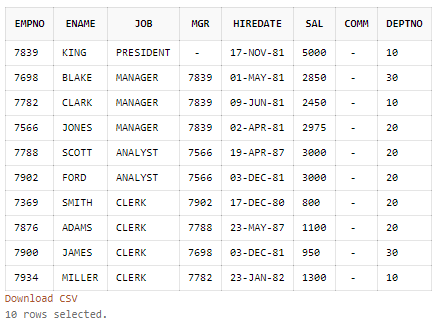 EMPNO ENAME JOB MGR HIREDATE SAL COMM DEPTNO
7839 KING PRESIDENT - 17-NOV-81 5000 - 10
7698 BLAKE MANAGER 7839 01-MAY-81 2850 - 30
7782 CLARK MANAGER 7839 09-JUN-81 2450 - 10
7566 JONES MANAGER 7839 02-APR-81 2975 - 20
7788 SCOTT ANALYST 7566 19-APR-87 3000 - 20
7902 FORD ANALYST 7566 03-DEC-81 3000 - 20
7369 SMITH CLERK 7902 17-DEC-80 800 - 20
7876 ADAMS CLERK 7788 23-MAY-87 1100 - 20
7900 JAMES CLERK 7698 03-DEC-81 950 - 30
7934 MILLER CLERK 7782 23-JAN-82 1300 - 10
Download CSV
10 rows selected.